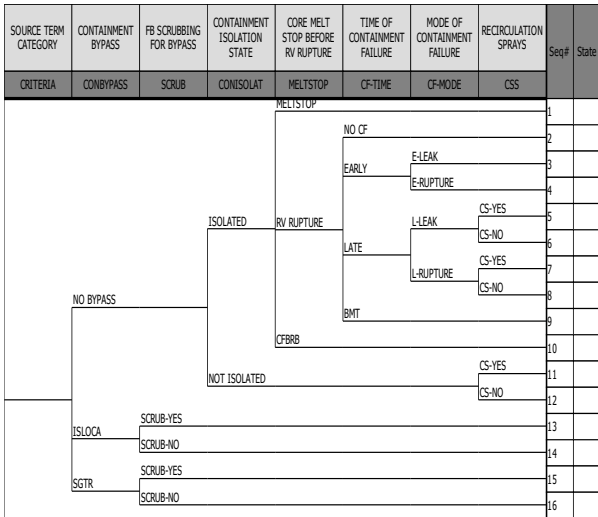 SOURCE TERM CATEGORY
CONTAINMENT BYPASS
FB SCRUBBING FOR BYPASS
CONTAINMENT ISOLATION STATE
CORE MELT STOP BEFORE RV RUPTURE
TIME OF CONTAINMENT FAILURE
MODE OF CONTAINMENT FAILURE
RECIRCULATION SPRAYS
Seq#
State
CRITERIA
CONBYPASS
SCRUB
CONISOLAT
MELTSTOP
CF-TIME
CF-MODE
CSS
MELTSTOP
1
NO CF
2
E-LEAK
3
EARLY
E-RUPTURE
4
CS-YES
5
ISOLATED
RV RUPTURE
L-LEAK
CS-NO
6
LATE
CS-YES
7
L-RUPTURE
CS-NO
8
NO BYPASS
BMT
9
CFBRB
10
CS-YES
11
NOT ISOLATED
CS-NO
12
SCRUB-YES
13
ISLOCA
SCRUB-NO
14
SCRUB-YES
15
SGTR
SCRUB-NO
16